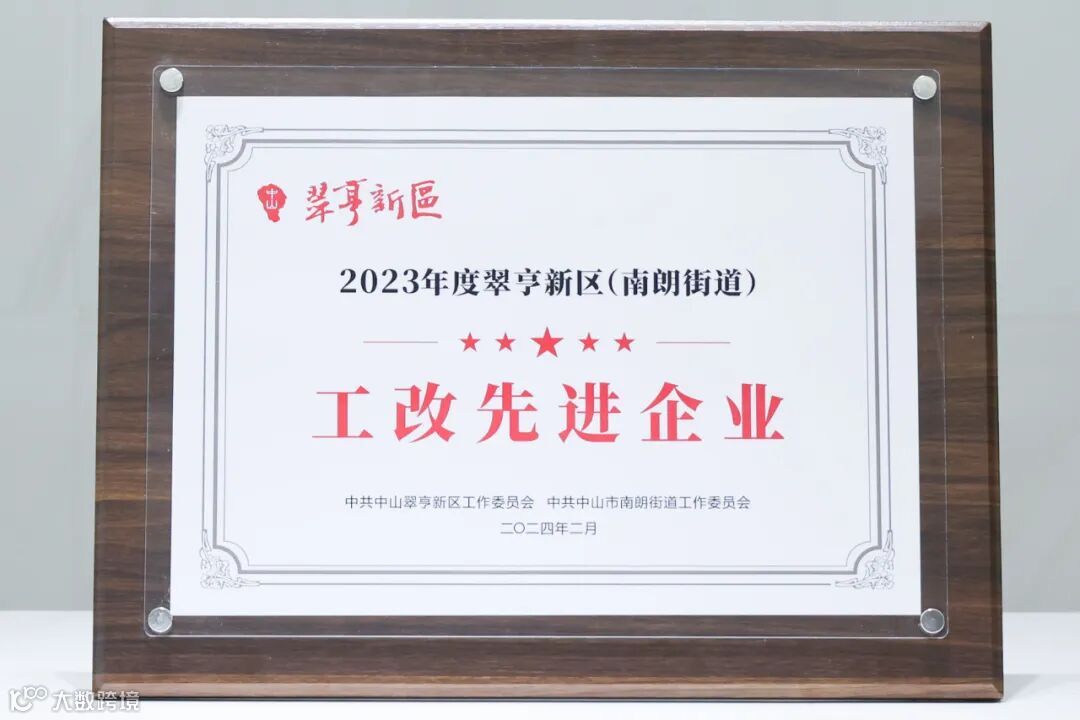 中山 翠亨新區
2023年度翠亨新区(南朗街道)
工改先进企业
中共中山翠亨新区工作委员会 中共中山市南朗街道工作委员会
二〇二四年二月
大数跨境